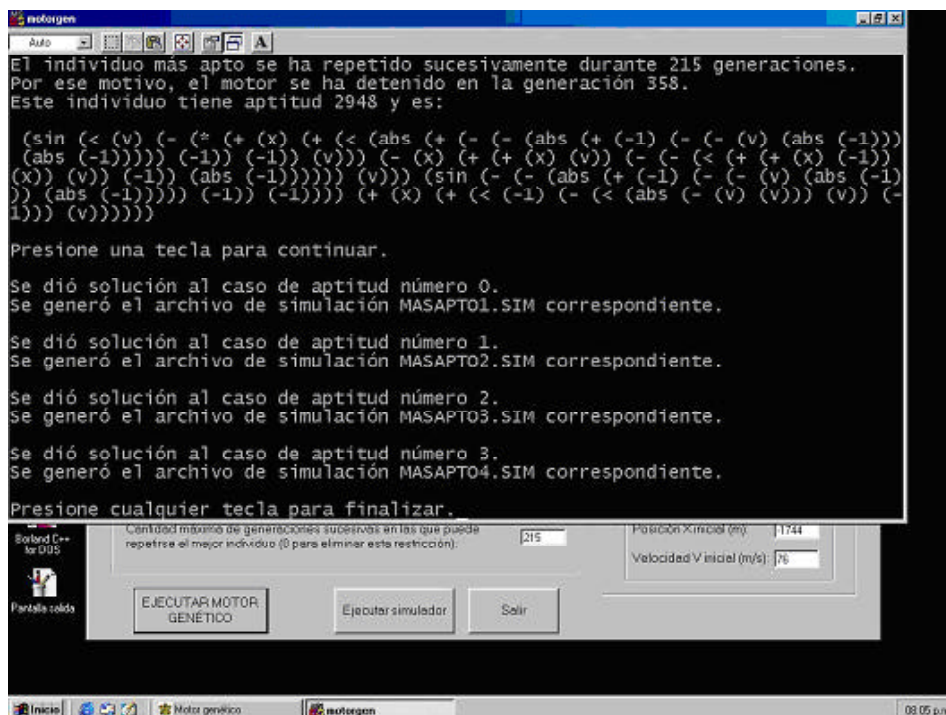 motorgen
Auto
A
El individuo más apto se ha repetido sucesivamente durante 215 generaciones.
Por ese motivo, el motor se ha detenido en la generación 358.
Este individuo tiene aptitud 2948 y es:
(sin (< (v) (- (* (+ (x) (+ (< (abs (+ (- (- (abs (+ (-1) (- (- (v) (abs (-1)))
(abs (-1))))) (-1)) (-1)) (v))) (- (x) (+ (+ (x) (v)) (- (- (< (+ (+ (x) (-1))
(x)) (v)) (-1)) (abs (-1)))))) (v))) (sin (- (- (abs (+ (-1) (- (- (v) (abs (-1)
)) (abs (-1))))) (-1)) (-1)))) (+ (x) (+ (< (-1) (- (< (abs (- (v) (v))) (v)) (-
1))) (v))))))
Presione una tecla para continuar.
Se dió solución al caso de aptitud número 0.
Se generó el archivo de simulación MASAPTO1.SIM correspondiente.
Se dió solución al caso de aptitud número 1.
Se generó el archivo de simulación MASAPTO2.SIM correspondiente.
Se dió solución al caso de aptitud número 2.
Se generó el archivo de simulación MASAPTO3.SIM correspondiente.
Se dió solución al caso de aptitud número 3.
Se generó el archivo de simulación MASAPTO4.SIM correspondiente.
Presione cualquier tecla para finalizar._
Borland C++
for DOS
Cantidad máxima de generaciones sucesivas en las que puede
repetirse el mejor individuo (0 para eliminar esta restricción): 215
Posición X inicial (m): -1744
Velocidad V inicial (m/s): 76
Pantalla salida
EJECUTAR MOTOR
GENÉTICO
Ejecutar simulador
Salir
Inicio
Motor genético
motorgen
08:05 p.m.